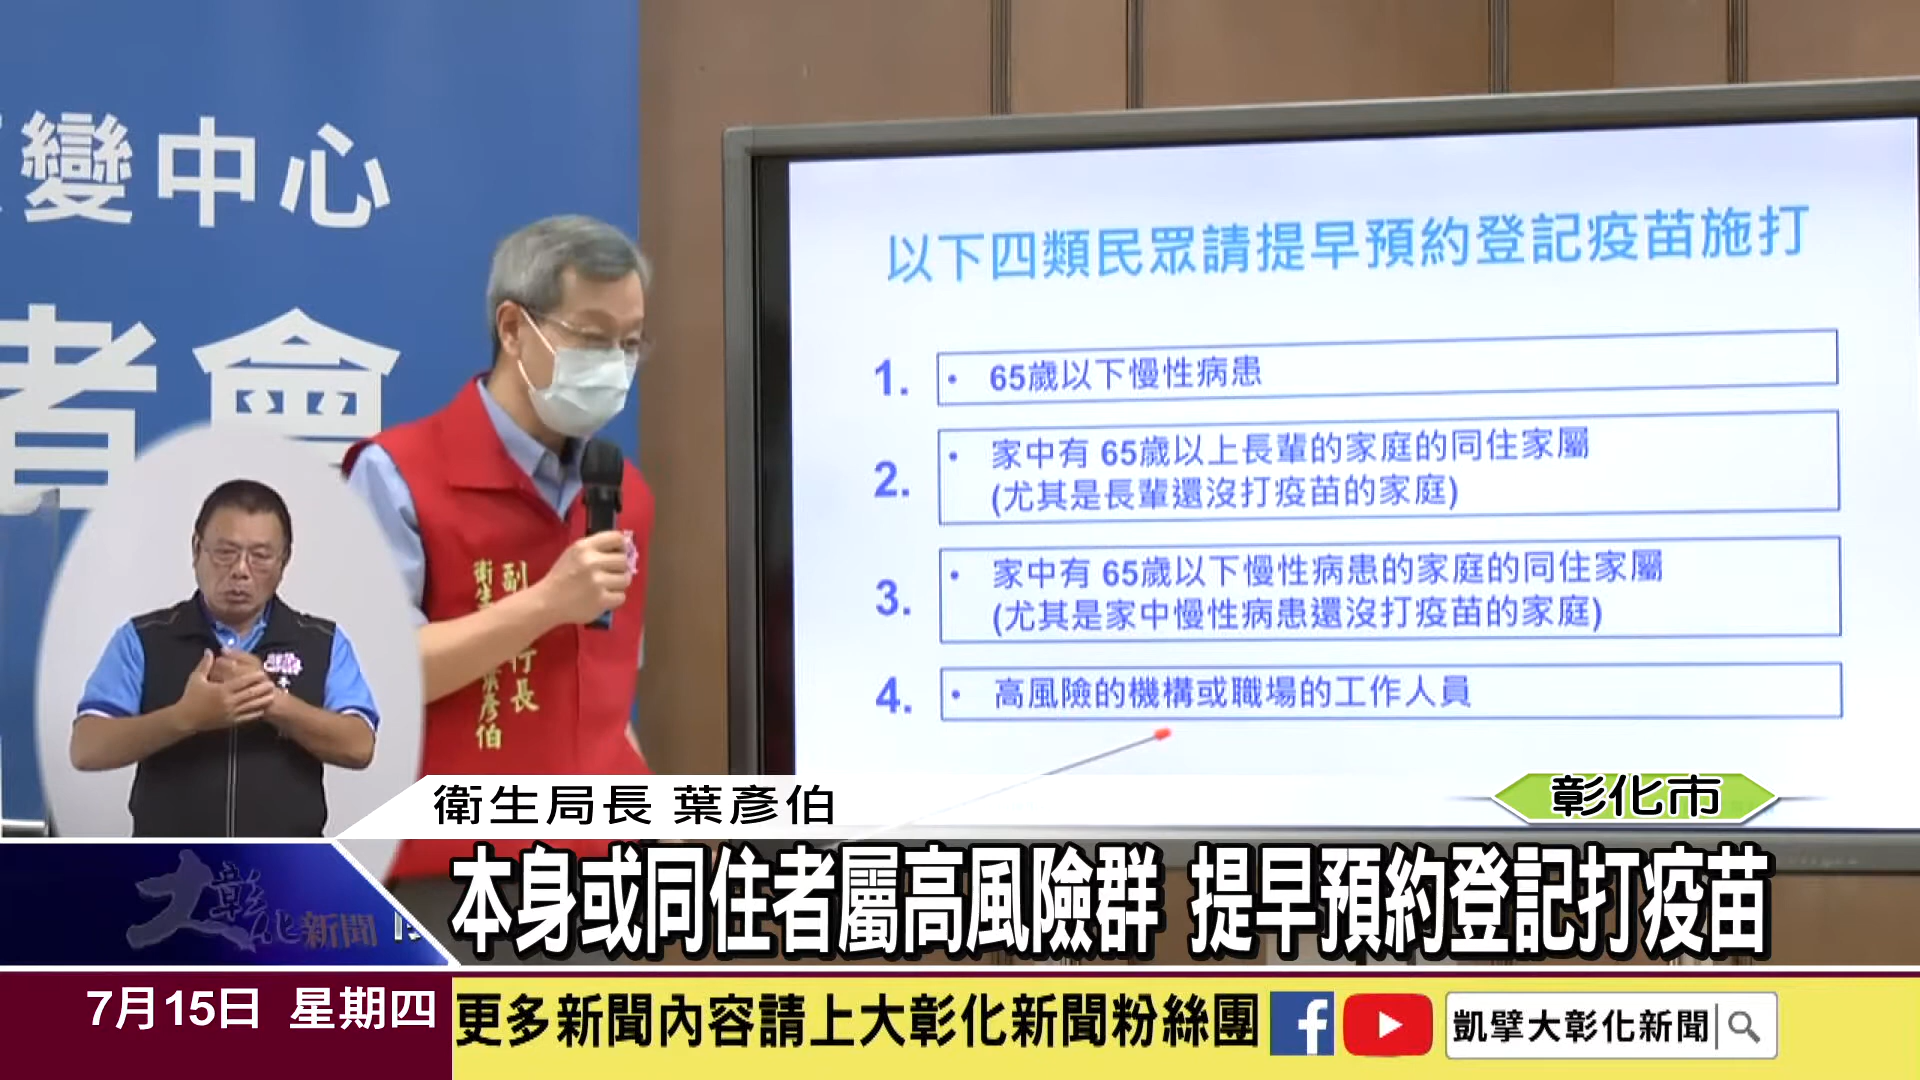 變中心
者會
以下四類民眾請提早預約登記疫苗施打
1. • 65歲以下慢性病患
2. • 家中有 65歲以上長輩的家庭的同住家屬
(尤其是長輩還沒打疫苗的家庭)
3. • 家中有 65歲以下慢性病患的家庭的同住家屬
(尤其是家中慢性病患還沒打疫苗的家庭)
4. • 高風險的機構或職場的工作人員
衛生局長 葉彥伯
彰化市
大彰化新聞
本身或同住者屬高風險群 提早預約登記打疫苗
7月15日 星期四
更多新聞內容請上大彰化新聞粉絲團
凱擘大彰化新聞